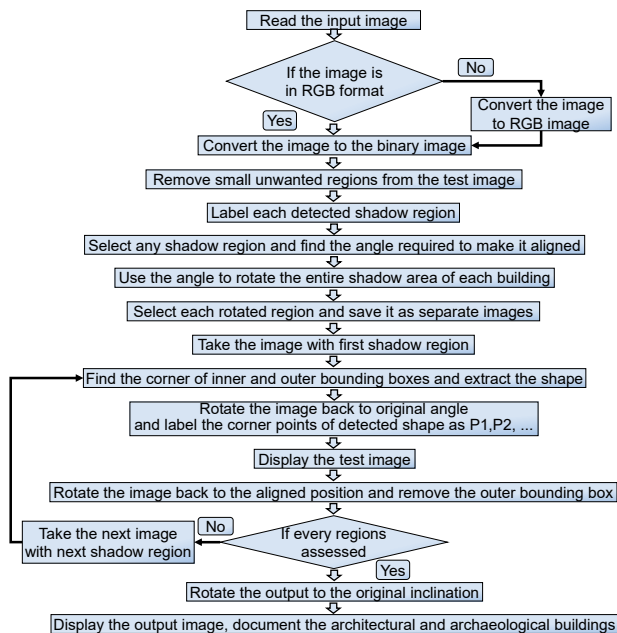 Read the input image
If the image is
in RGB format
No
Convert the image
to RGB image
Yes
Convert the image to the binary image
Remove small unwanted regions from the test image
Label each detected shadow region
Select any shadow region and find the angle required to make it aligned
Use the angle to rotate the entire shadow area of each building
Select each rotated region and save it as separate images
Take the image with first shadow region
Find the corner of inner and outer bounding boxes and extract the shape
Rotate the image back to original angle
and label the corner points of detected shape as P1,P2, ...
Display the test image
Rotate the image back to the aligned position and remove the outer bounding box
If every regions
assessed
No
Take the next image
with next shadow region
Yes
Rotate the output to the original inclination
Display the output image, document the architectural and archaeological buildings